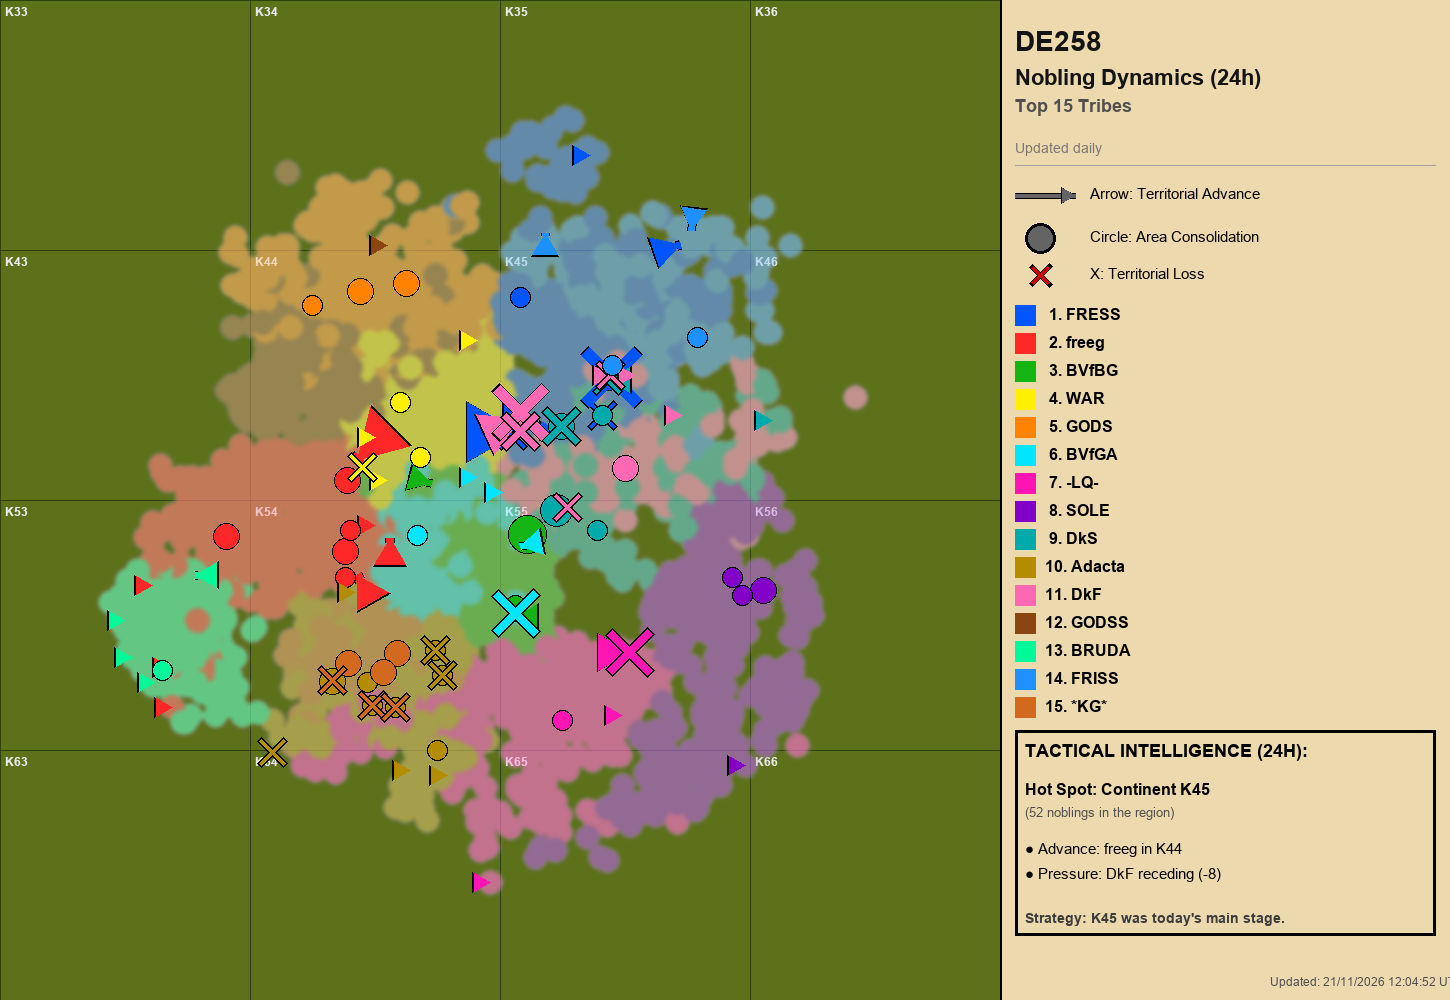 K33
K34
K35
K36
K43
K44
K45
K46
K53
K54
K55
K56
K63
K64
K65
K66
DE258
Nobling Dynamics (24h)
Top 15 Tribes
Updated daily
Arrow: Territorial Advance
Circle: Area Consolidation
X: Territorial Loss
1. FRESS
2. freeg
3. BVfBG
4. WAR
5. GODS
6. BVfGA
7. -LQ-
8. SOLE
9. DkS
10. Adacta
11. DkF
12. GODSS
13. BRUDA
14. FRISS
15. *KG*
TACTICAL INTELLIGENCE (24H):
Hot Spot: Continent K45
(52 noblings in the region)
● Advance: freeg in K44
● Pressure: DkF receding (-8)
Strategy: K45 was today's main stage.
Updated: 21/11/2026 12:04:52 U